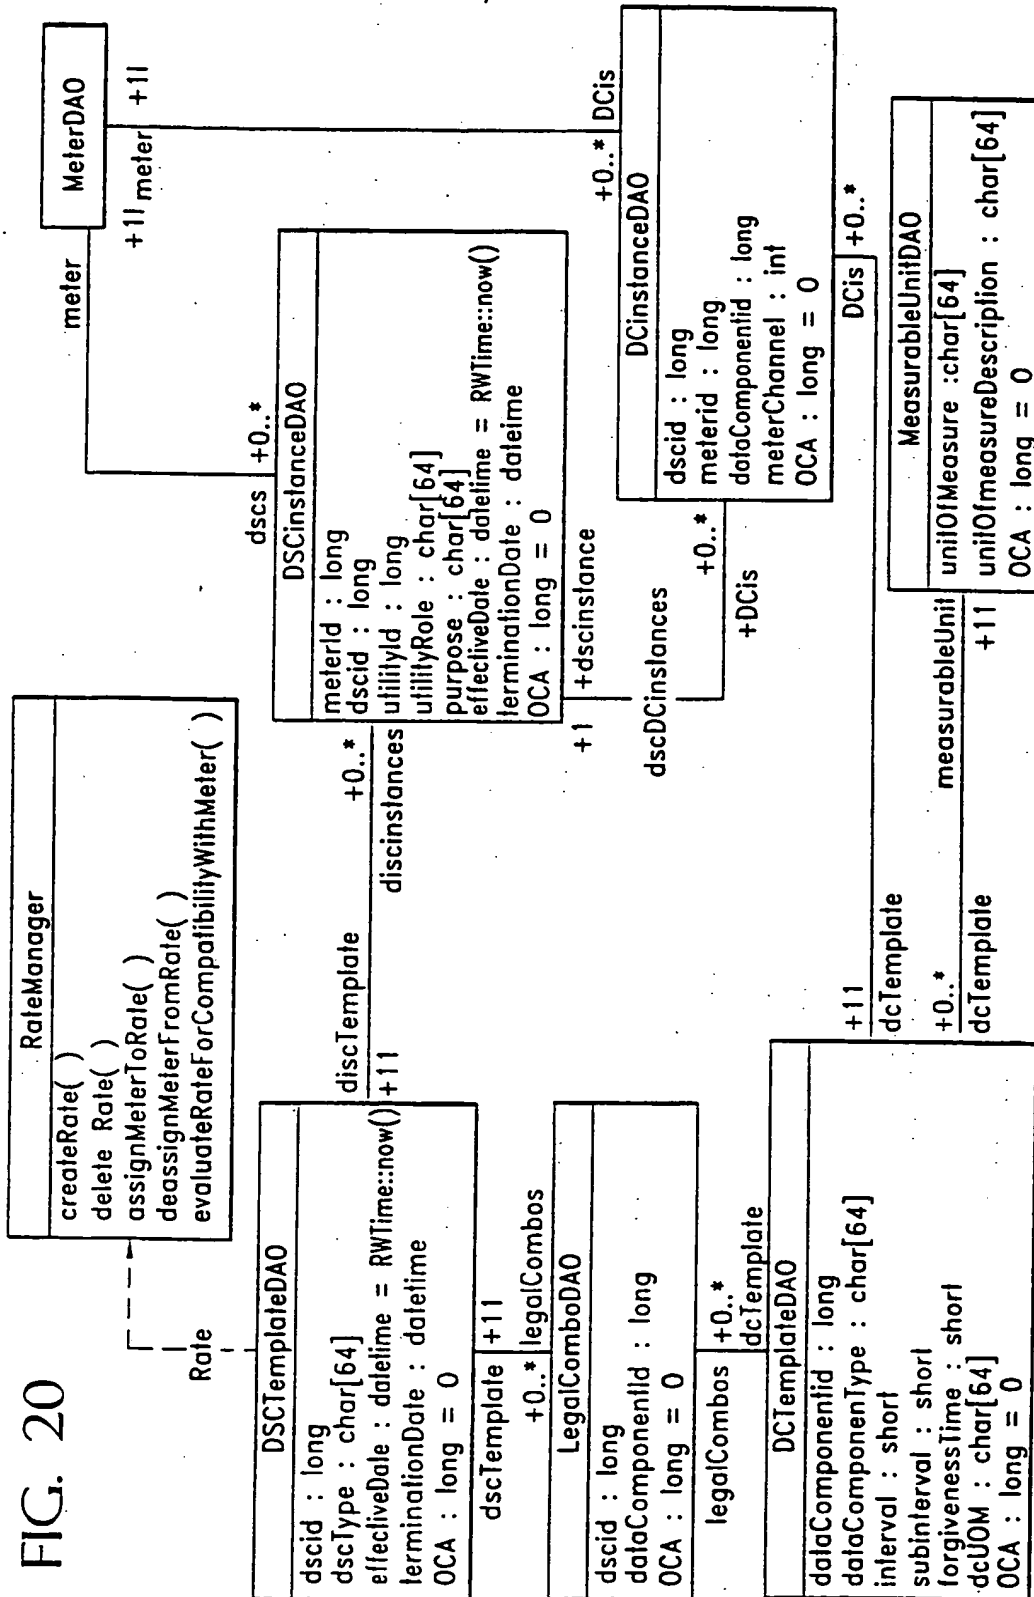 FIG. 20
RateManager
createRate( )
delete Rate( )
assignMeterToRate( )
deassignMeterFromRate( )
evaluateRateForCompatibilityWithMeter( )
Rate
MeterDAO
meter
+11
meter
+11
dscs
+0..*
DSCTemplateDAO
dscid : long
dscType : char[64]
effectiveDate : datetime = RWTime::now()
terminationDate : datetime
OCA : long = 0
discTemplate
+11
+0..*
discinstances
DSCinstanceDAO
meterId : long
dscid : long
utilityId : long
utilityRole : char[64]
purpose : char[64]
effectiveDate : datetime = RWTime::now()
terminationDate : dateime
OCA : long = 0
+1
+dscinstance
dscDCinstances
+0..*
+DCis
+0..*
DCis
DCinstanceDAO
dscid : long
meterid : long
dataComponentid : long
meterChannel : int
OCA : long = 0
DCis
+0..*
dscTemplate
+11
+0..*
legalCombos
LegalComboDAO
dscid : long
dataComponentId : long
OCA : long = 0
legalCombos
+0..*
dcTemplate
DCTemplateDAO
dataComponentid : long
dataComponenType : char[64]
interval : short
subinterval : short
forgivenessTime : short
dcUOM : char[64]
OCA : long = 0
+11
dcTemplate
+0..*
dcTemplate
measurableUnit
+11
MeasurableUnitDAO
unitOfMeasure :char[64]
unitOfmeasureDescription : char[64]
OCA : long = 0